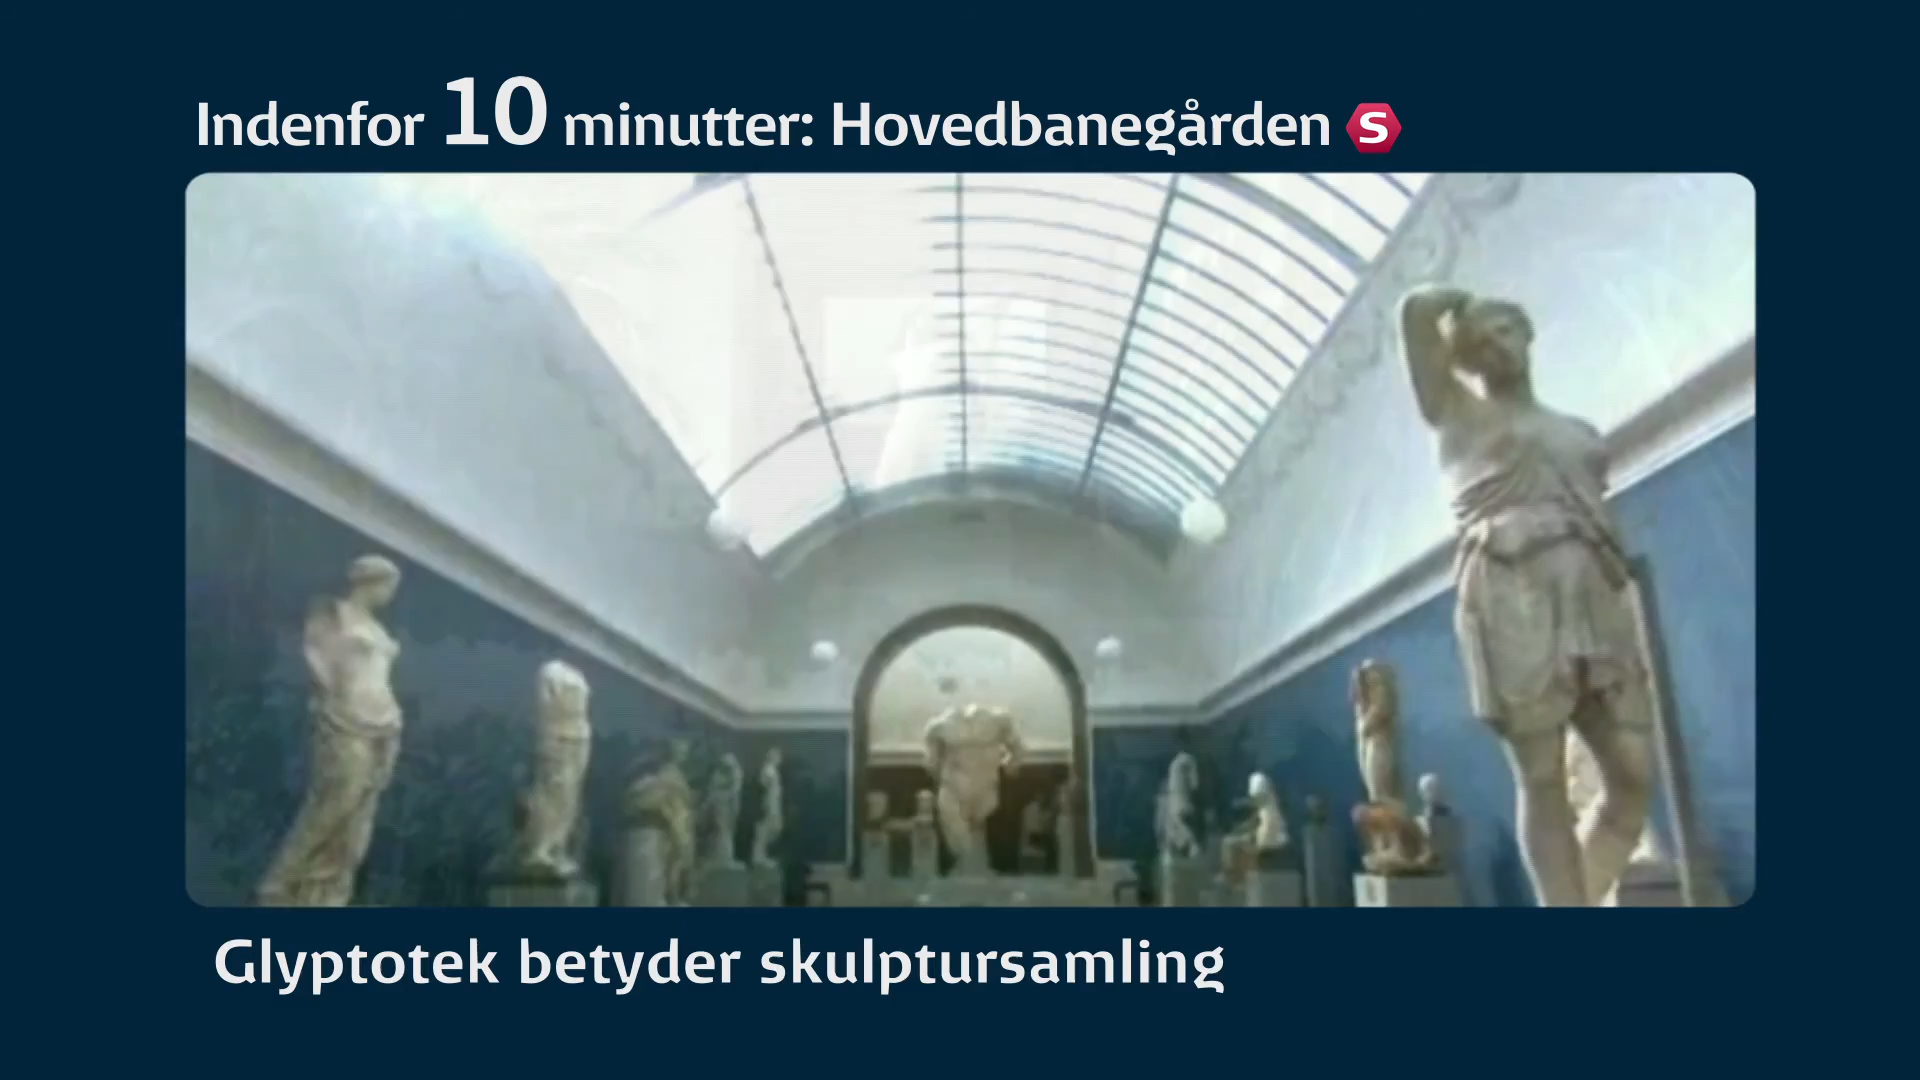 Indenfor 10 minutter: Hovedbanegården S
Glyptotek betyder skulptursamling